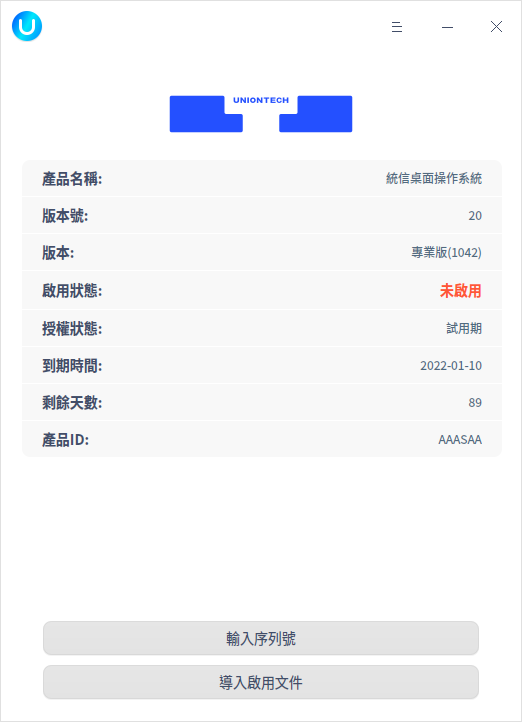 UNIONTECH
產品名稱: 統信桌面操作系統
版本號: 20
版本: 專業版(1042)
啟用狀態: 未啟用
授權狀態: 試用期
到期時間: 2022-01-10
剩餘天數: 89
產品ID: AAASAA
輸入序列號
導入啟用文件